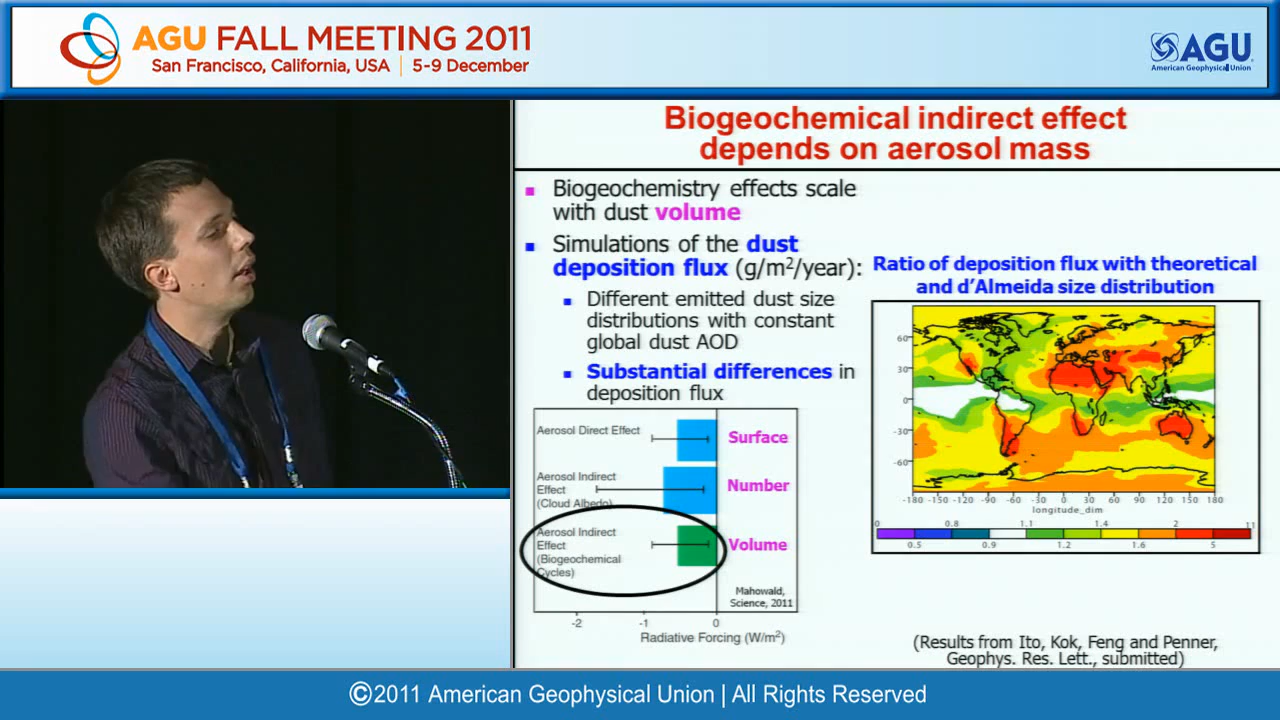 AGU FALL MEETING 2011
San Francisco, California, USA | 5-9 December
AGU
American Geophysical Union
Biogeochemical indirect effect
depends on aerosol mass
Biogeochemistry effects scale
with dust volume
Simulations of the dust
deposition flux (g/m²/year):
Different emitted dust size
distributions with constant
global dust AOD
Substantial differences in
deposition flux
Aerosol Direct Effect
Surface
Aerosol Indirect
Effect
(Cloud Albedo)
Number
Aerosol Indirect
Effect
(Biogeochemical
Cycles)
Volume
Mahowald,
Science, 2011
-2 -1 0
Radiative Forcing (W/m²)
Ratio of deposition flux with theoretical
and d'Almeida size distribution
60
30
0
-30
-60
-180 -150 -120 -90 -60 -30 0 30 60 90 120 150 180
longitude_dim
0 0.8 1.1 1.4 2 11
0.5 0.9 1.2 1.6 5
(Results from Ito, Kok, Feng and Penner,
Geophys. Res. Lett., submitted)
©2011 American Geophysical Union | All Rights Reserved